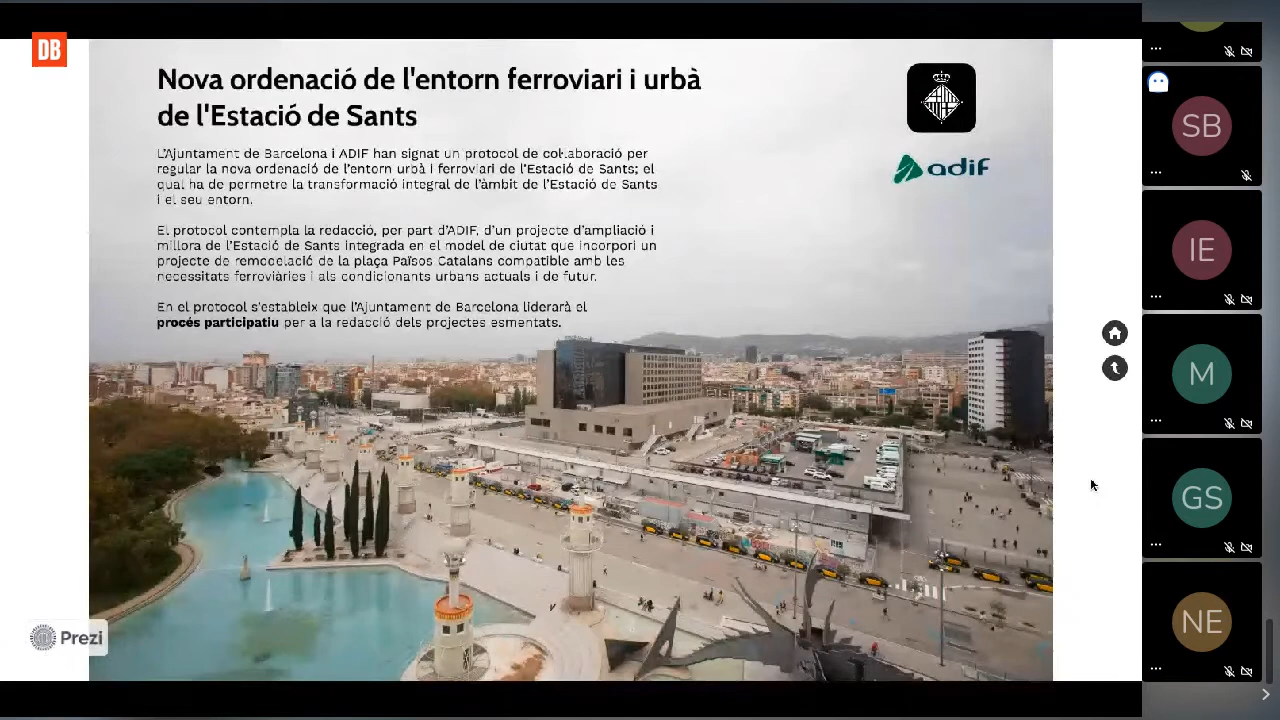 DB
Nova ordenació de l'entorn ferroviari i urbà
de l'Estació de Sants
L'Ajuntament de Barcelona i ADIF han signat un protocol de col·laboració per
regular la nova ordenació de l'entorn urbà i ferroviari de l'Estació de Sants; el
qual ha de permetre la transformació integral de l'àmbit de l'Estació de Sants
i el seu entorn.
El protocol contempla la redacció, per part d'ADIF, d'un projecte d'ampliació i
millora de l'Estació de Sants integrada en el model de ciutat que incorpori un
projecte de remodelació de la plaça Països Catalans compatible amb les
necessitats ferroviàries i als condicionants urbans actuals i de futur.
En el protocol s'estableix que l'Ajuntament de Barcelona liderarà el
procés participatiu per a la redacció dels projectes esmentats.
adif
Prezi
SB
IE
M
GS
NE